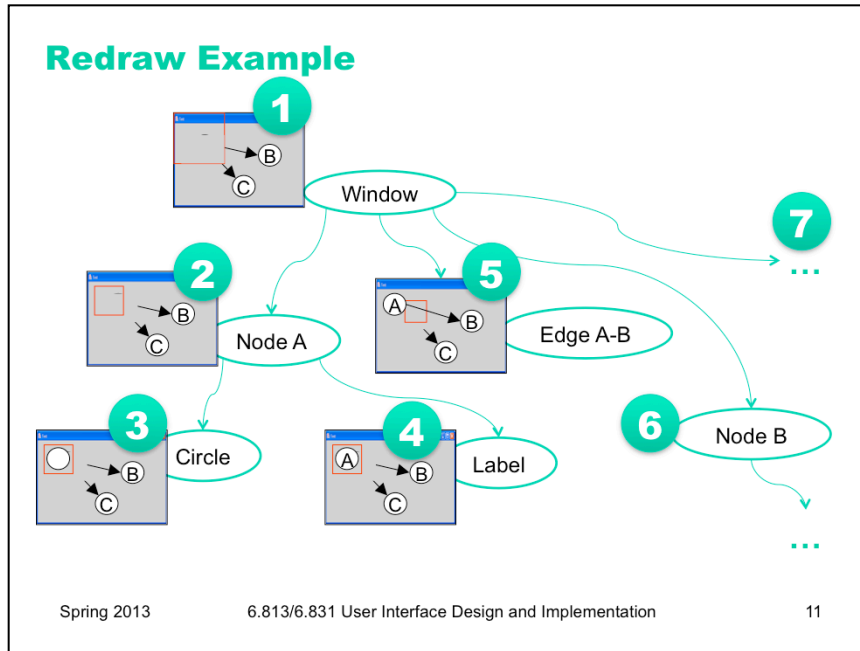 Redraw Example
1
B
C
Window
7
...
2
B
C
Node A
5
A
B
C
Edge A-B
3
B
C
Circle
4
A
B
C
Label
6
Node B
...
Spring 2013
6.813/6.831 User Interface Design and Implementation
11